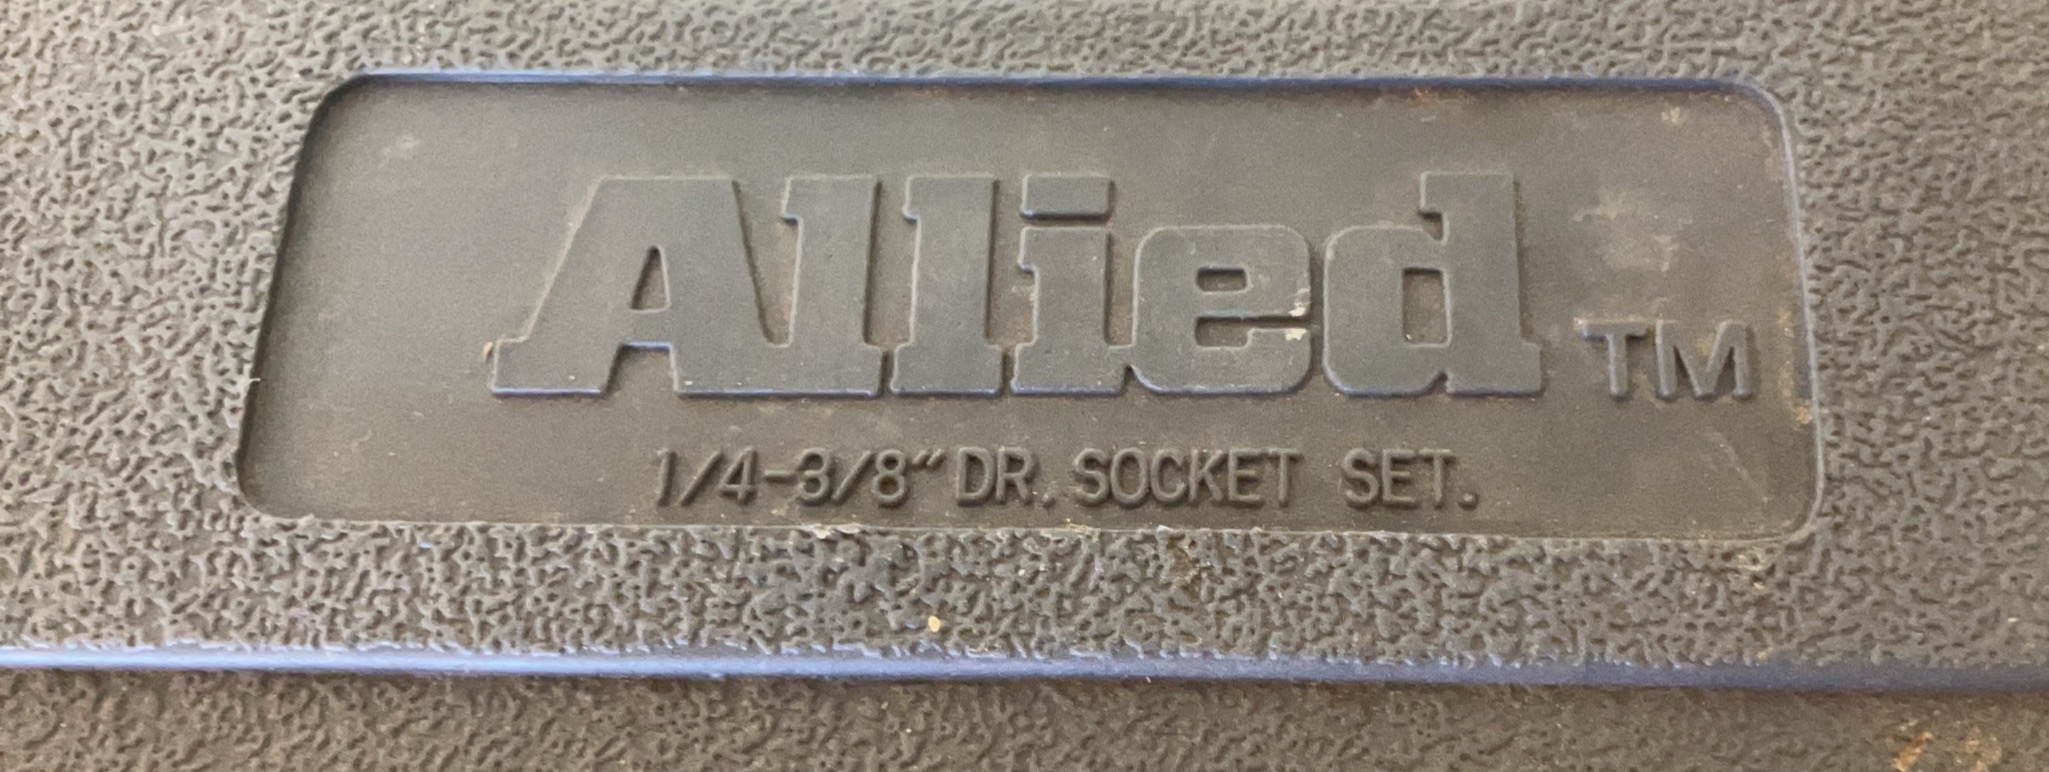 Allied TM
1/4-3/8" DR. SOCKET SET.